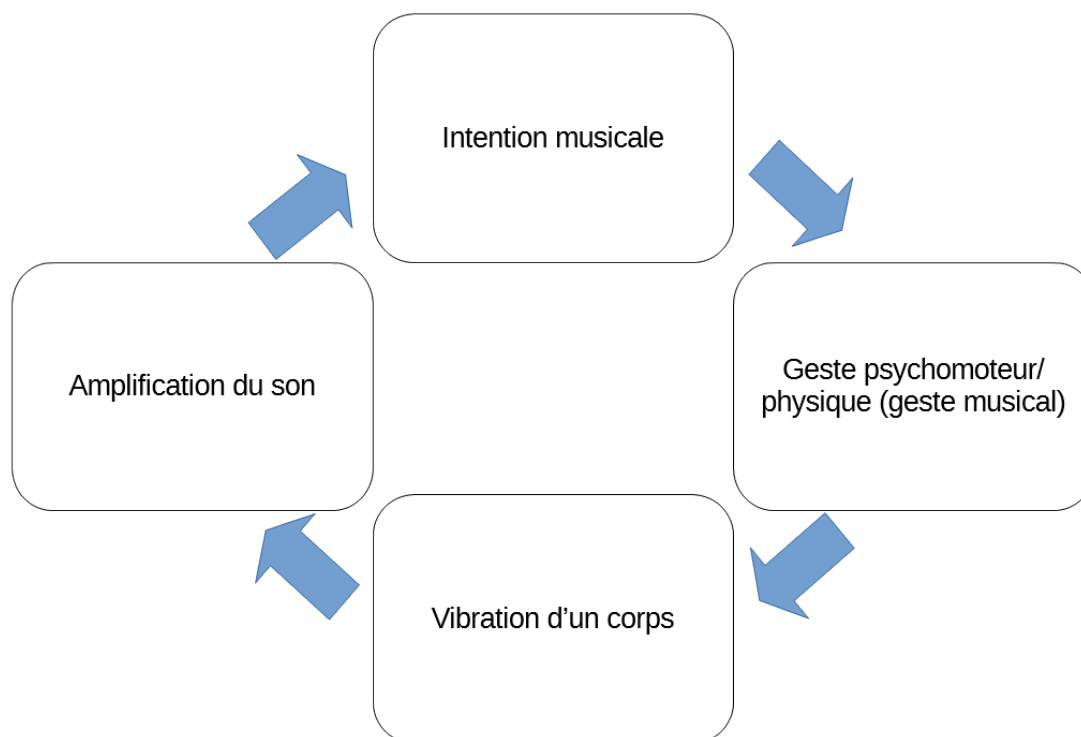 Intention musicale
Amplification du son
Geste psychomoteur/
physique (geste musical)
Vibration d’un corps